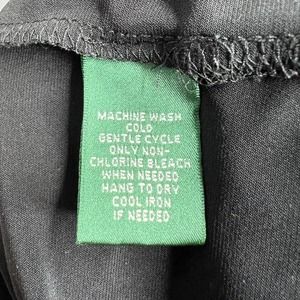 MACHINE WASH
COLD
GENTLE CYCLE
ONLY NON-
CHLORINE BLEACH
WHEN NEEDED
HANG TO DRY
COOL IRON
IF NEEDED